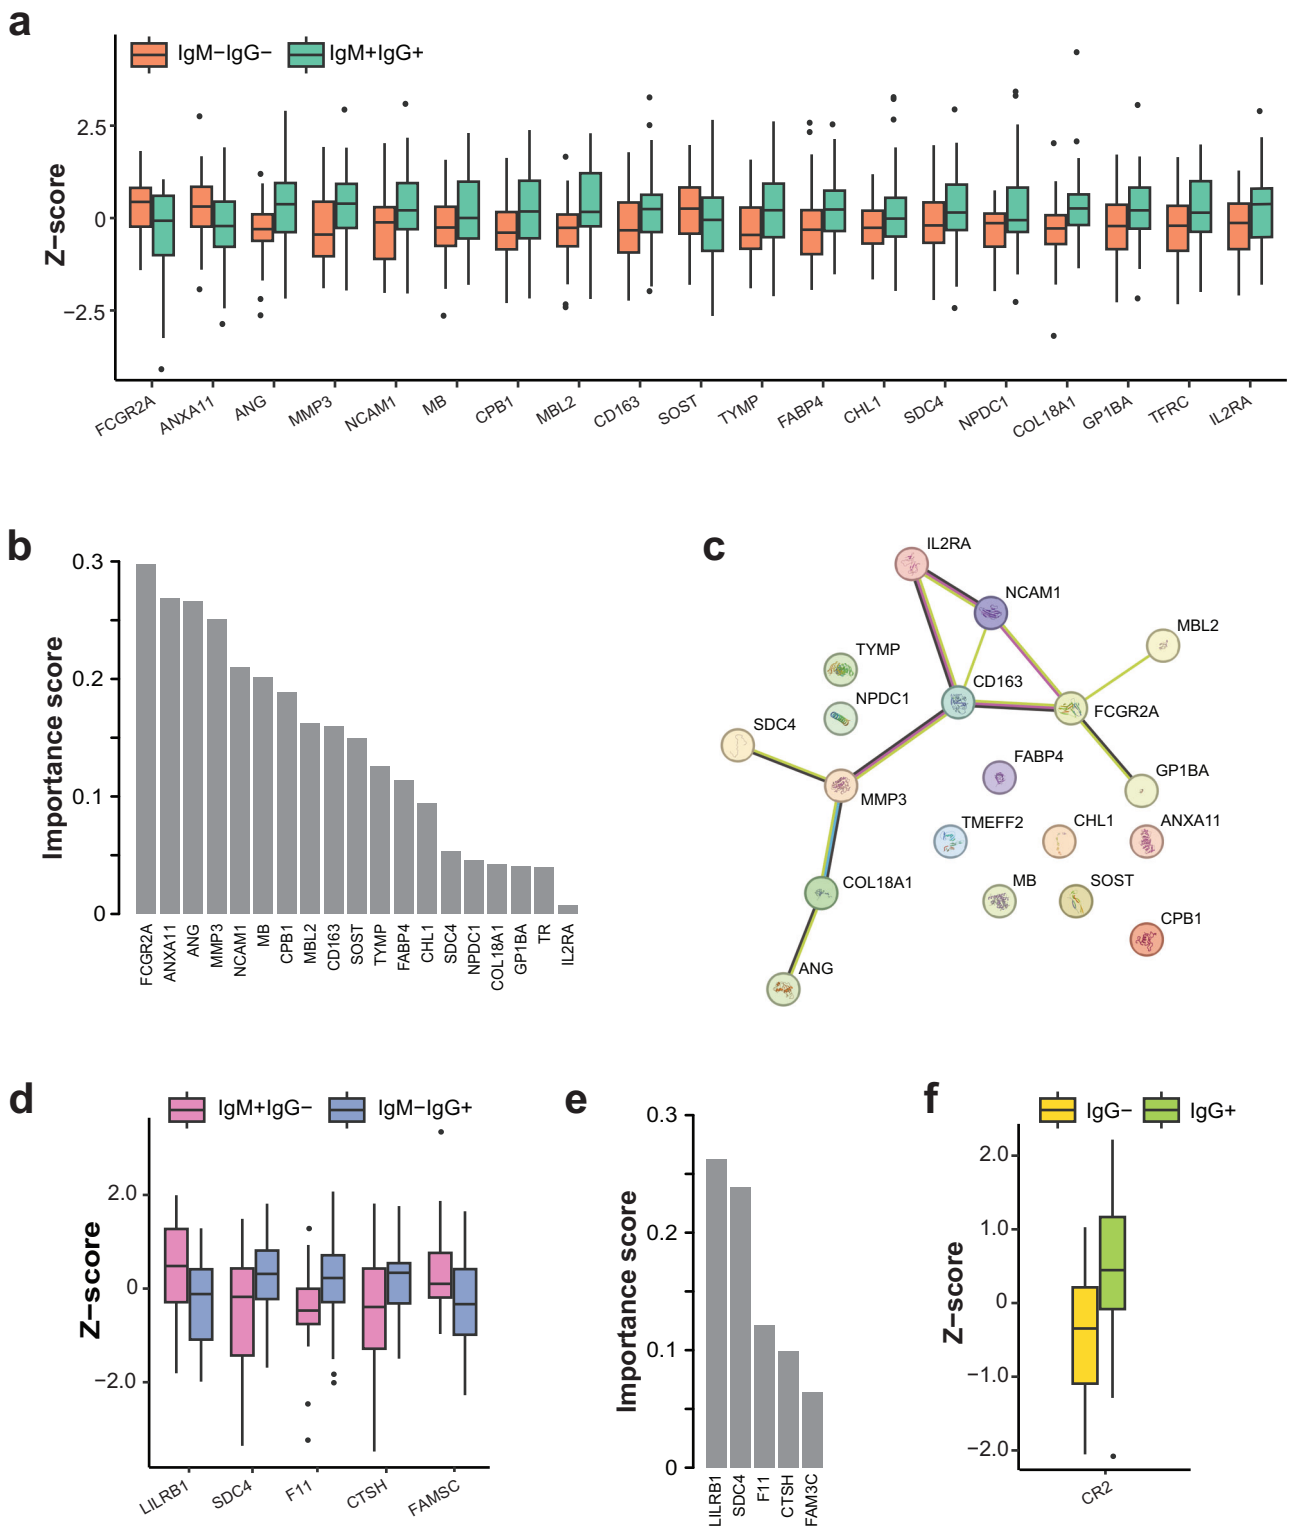 a
IgM−IgG−
IgM+IgG+
Z-score
2.5
0
−2.5
FCGR2A
ANXA11
ANG
MMP3
NCAM1
MB
CPB1
MBL2
CD163
SOST
TYMP
FABP4
CHL1
SDC4
NPDC1
COL18A1
GP1BA
TFRC
IL2RA
b
Importance score
0.3
0.2
0.1
0
FCGR2A
ANXA11
ANG
MMP3
NCAM1
MB
CPB1
MBL2
CD163
SOST
TYMP
FABP4
CHL1
SDC4
NPDC1
COL18A1
GP1BA
TR
IL2RA
c
IL2RA
NCAM1
MBL2
TYMP
CD163
NPDC1
FCGR2A
SDC4
FABP4
GP1BA
MMP3
TMEFF2
CHL1
ANXA11
COL18A1
MB
SOST
CPB1
ANG
d
IgM+IgG−
IgM−IgG+
Z−score
2.0
0
−2.0
LILRB1
SDC4
F11
CTSH
FAMSC
e
Importance score
0.3
0.2
0.1
0
LILRB1
SDC4
F11
CTSH
FAM3C
f
IgG−
IgG+
Z−score
2.0
1.0
0
−1.0
−2.0
CR2